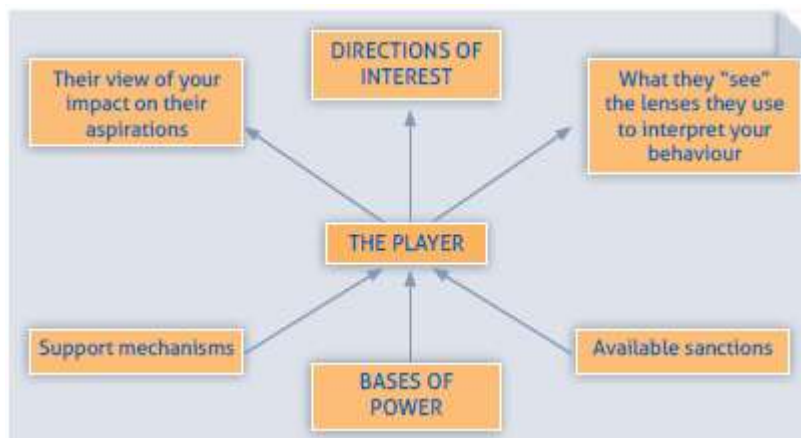 Their view of your
impact on their
aspirations
DIRECTIONS OF
INTEREST
What they "see"
the lenses they use
to interpret your
behaviour
THE PLAYER
Support mechanisms
BASES OF
POWER
Available sanctions